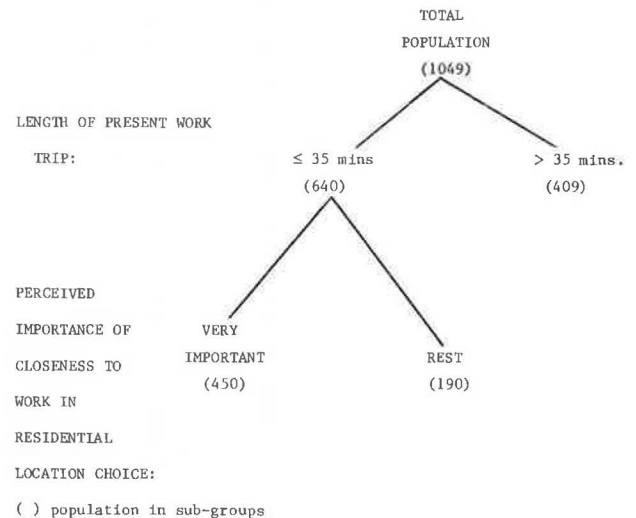 TOTAL
POPULATION
(1049)
LENGTH OF PRESENT WORK
TRIP:
≤ 35 mins
> 35 mins.
(640)
(409)
PERCEIVED
IMPORTANCE OF
CLOSENESS TO
WORK IN
RESIDENTIAL
LOCATION CHOICE:
VERY
IMPORTANT
(450)
REST
(190)
( ) population in sub-groups